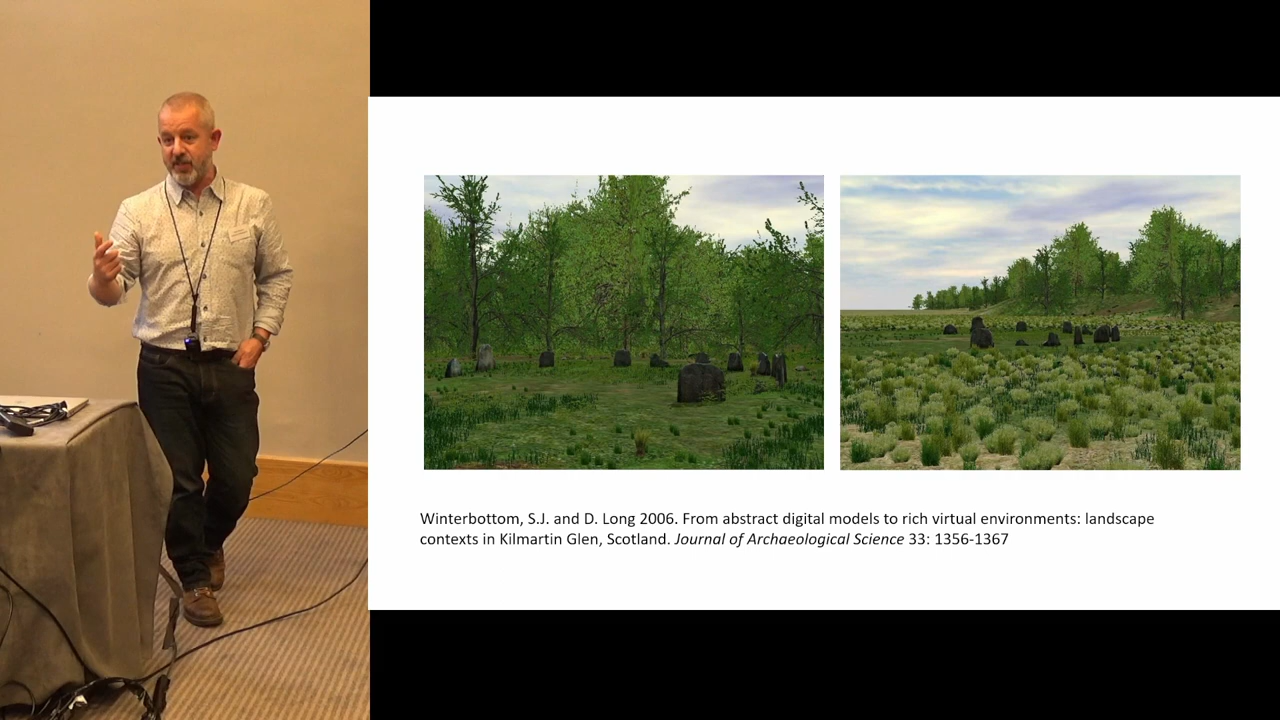 Winterbottom, S.J. and D. Long 2006. From abstract digital models to rich virtual environments: landscape
contexts in Kilmartin Glen, Scotland. Journal of Archaeological Science 33: 1356-1367